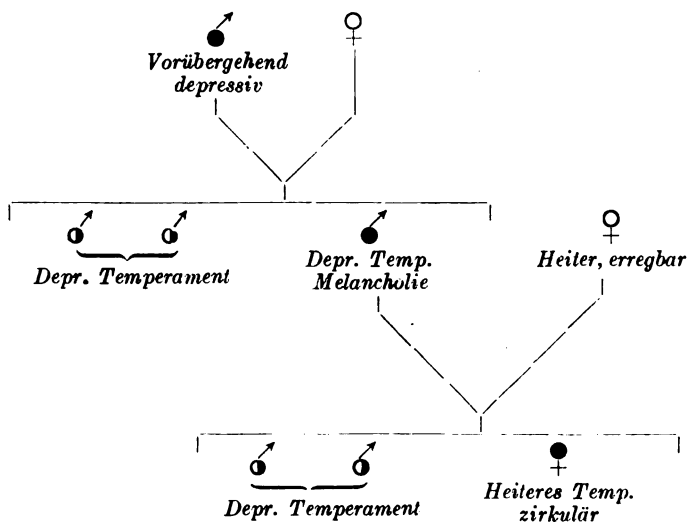 Vorübergehend
depressiv
Depr. Temperament
Depr. Temp.
Melancholie
Heiter, erregbar
Depr. Temperament
Heiteres Temp.
zirkulär